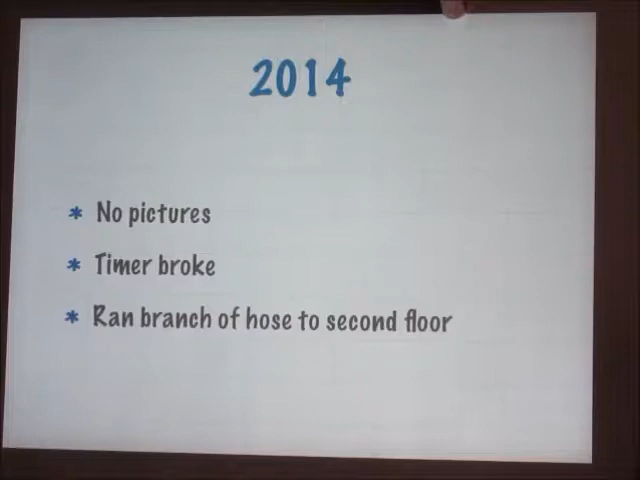 2014
* No pictures
* Timer broke
* Ran branch of hose to second floor